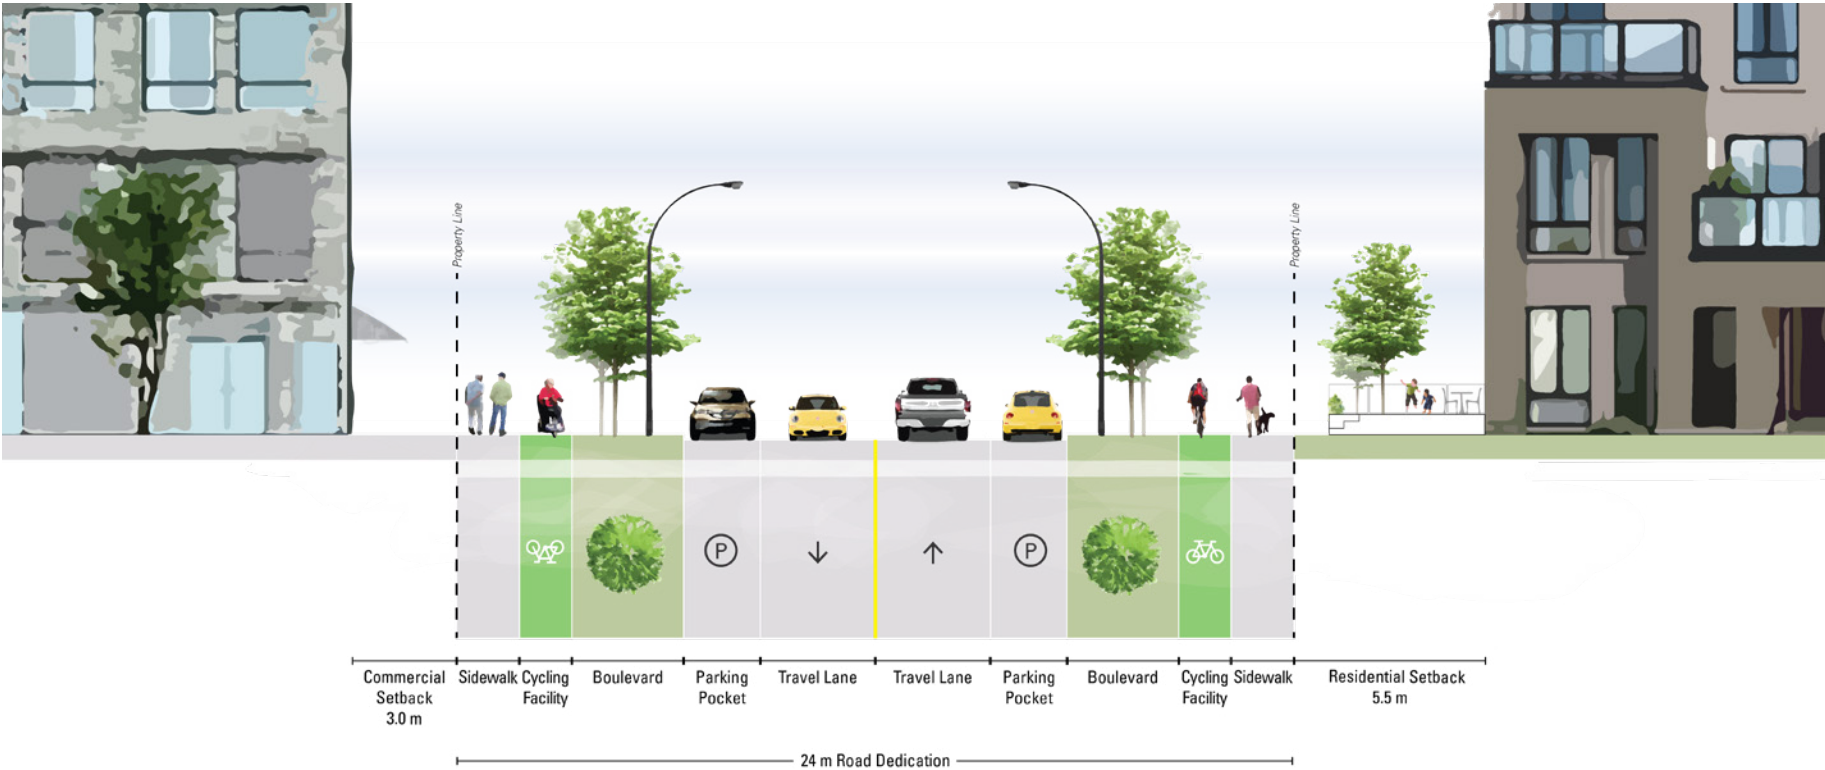 Property Line
Property Line
P
P
Commercial
Setback
3.0 m
Sidewalk
Cycling
Facility
Boulevard
Parking
Pocket
Travel Lane
Travel Lane
Parking
Pocket
Boulevard
Cycling
Facility
Sidewalk
Residential Setback
5.5 m
24 m Road Dedication